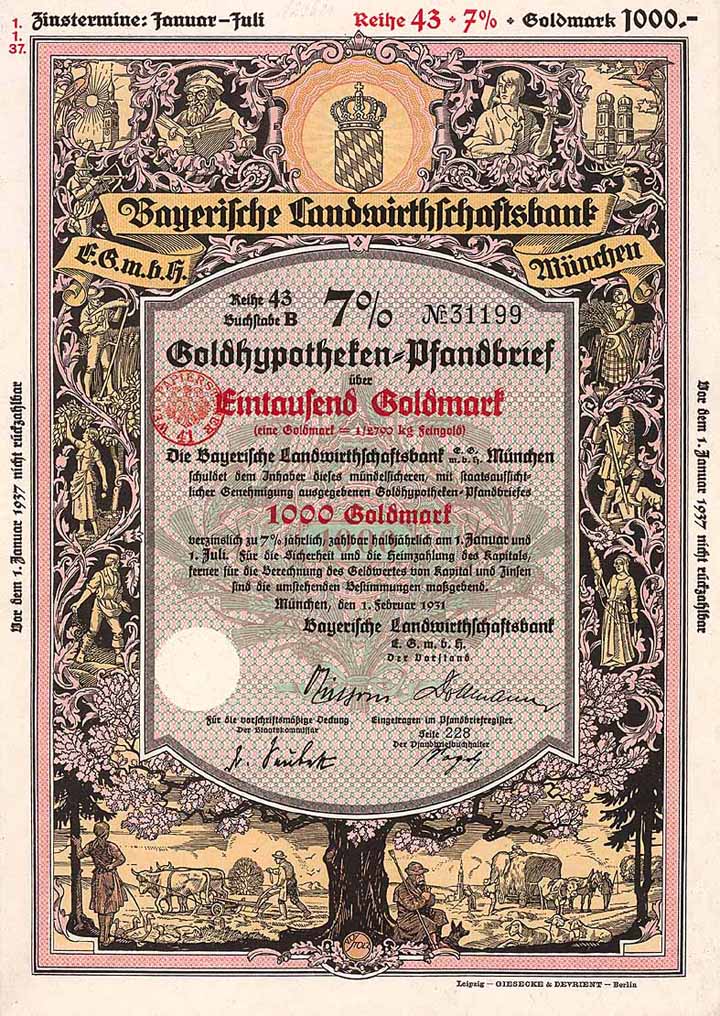 1.
1.
37.
Zinstermine: Januar-Juli
Reihe 43 · 7% · Goldmark 1000.-
Bayerische Landwirthschaftsbank
E.G.m.b.H.
München
Reihe 43
Buchstabe B
7%
№ 31199
Goldhypotheken-Pfandbrief
über
Eintausend Goldmark
(eine Goldmark = 1/2790 kg Feingold)
Die Bayerische Landwirthschaftsbank E. G. m. b. H. München
schuldet dem Inhaber dieses mündelsicheren, mit staatsaufsicht-
licher Genehmigung ausgegebenen Goldhypotheken-Pfandbriefes
1000 Goldmark
verzinslich zu 7% jährlich, zahlbar halbjährlich am 1. Januar und
1. Juli. Für die Sicherheit und die Heimzahlung des Kapitals,
ferner für die Berechnung des Geldwertes von Kapital und Zinsen
sind die umstehenden Bestimmungen maßgebend.
München, den 1. Februar 1931
Bayerische Landwirthschaftsbank
E. G. m. b. H.
Der Vorstand
Für die vorschriftsmäßige Deckung
Der Staatskommissar
Eingetragen im Pfandbriefregister
Seite 228
Der Pfandbriefbuchhalter
WERTPAPIERSTEUER
41
Vor dem 1. Januar 1937 nicht rückzahlbar
Vor dem 1. Januar 1937 nicht rückzahlbar
Leipzig — GIESECKE & DEVRIENT — Berlin